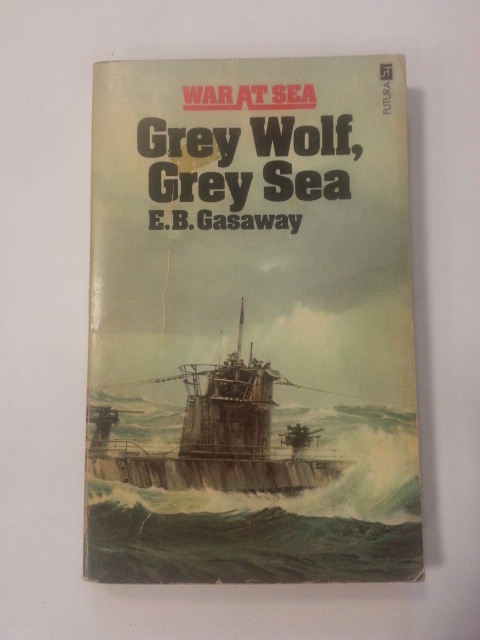 WAR AT SEA
FUTURA
Grey Wolf,
Grey Sea
E.B. Gasaway